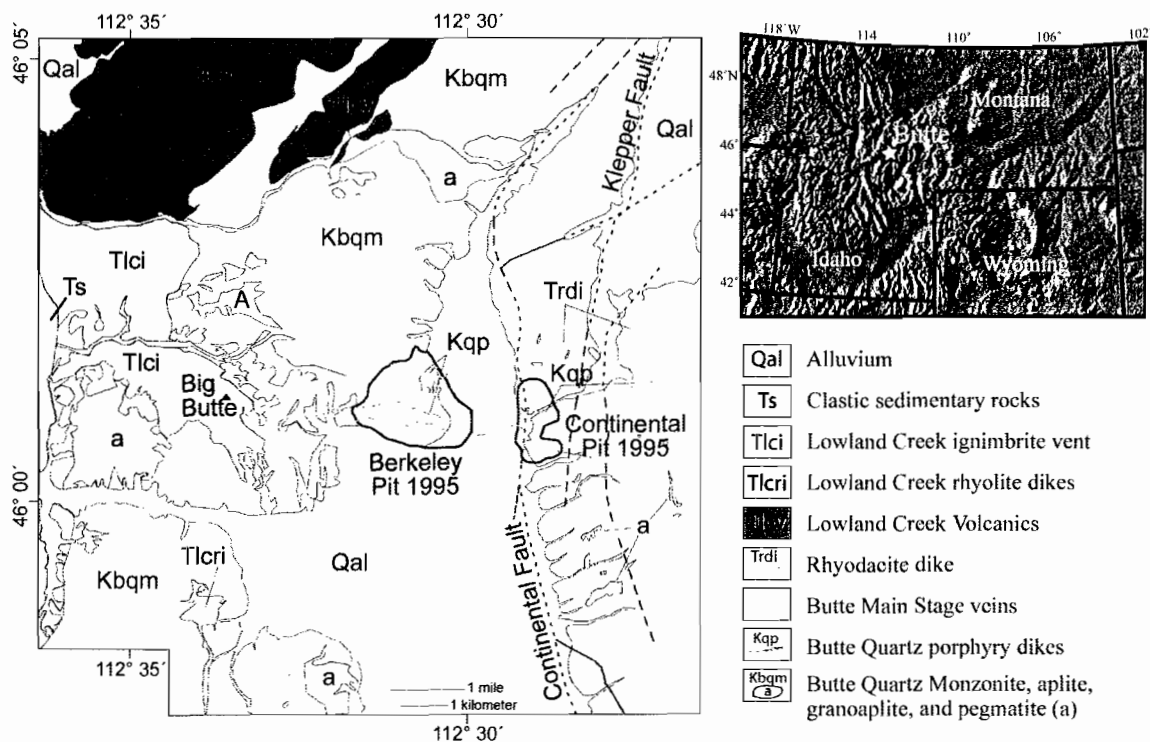 112° 35´
112° 30´
46° 05´
Qal
Kbqm
Klepper Fault
Qal
a
Kbqm
Tlci
Ts
A
Trdi
Kqp
Tlci
Big
Butte
Kqp
a
Berkeley
Pit 1995
Continental
Pit 1995
46° 00´
a
Tlcri
Qal
Kbqm
Continental Fault
a
1 mile
1 kilometer
112° 35´
112° 30´
118°W
114
110°
106°
102
48°N
46°
44°
42°
Montana
Butte
Idaho
Wyoming
Qal Alluvium
Ts Clastic sedimentary rocks
Tlci Lowland Creek ignimbrite vent
Tlcri Lowland Creek rhyolite dikes
Lowland Creek Volcanics
Trdi Rhyodacite dike
Butte Main Stage veins
Kqp Butte Quartz porphyry dikes
Kbqm
a
Butte Quartz Monzonite, aplite,
granoaplite, and pegmatite (a)